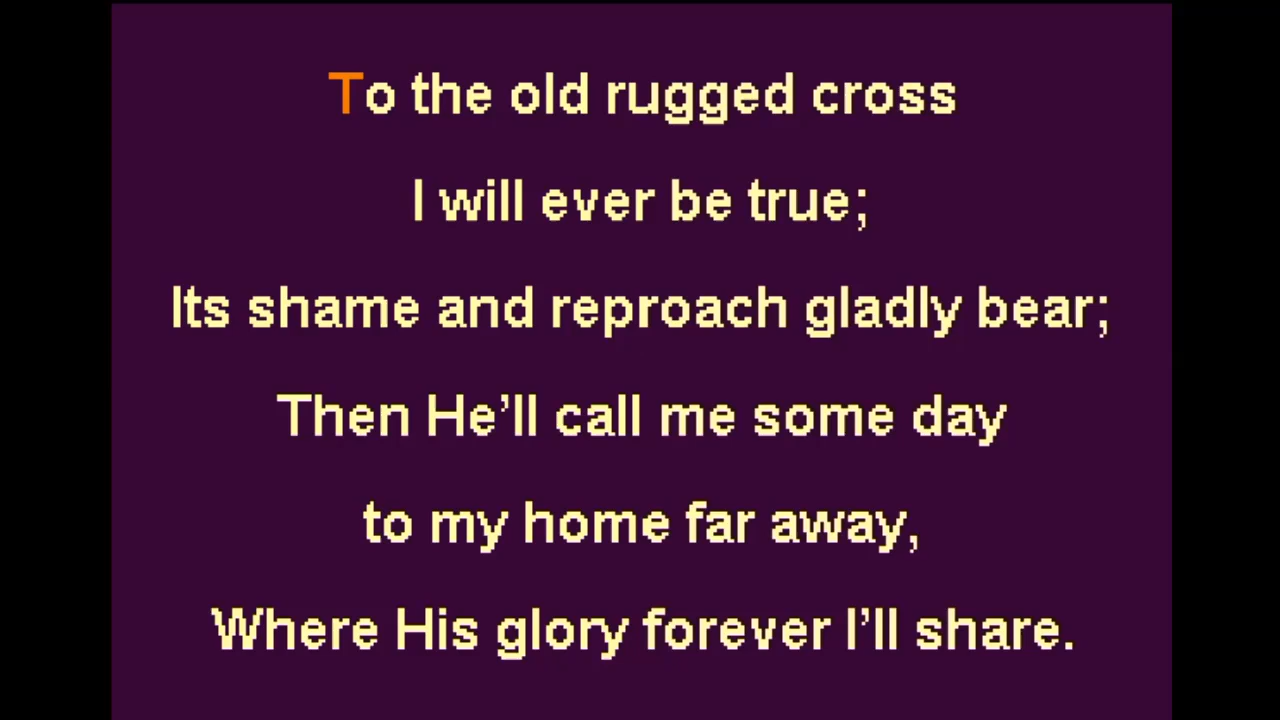 To the old rugged cross
I will ever be true;
Its shame and reproach gladly bear;
Then He’ll call me some day
to my home far away,
Where His glory forever I’ll share.